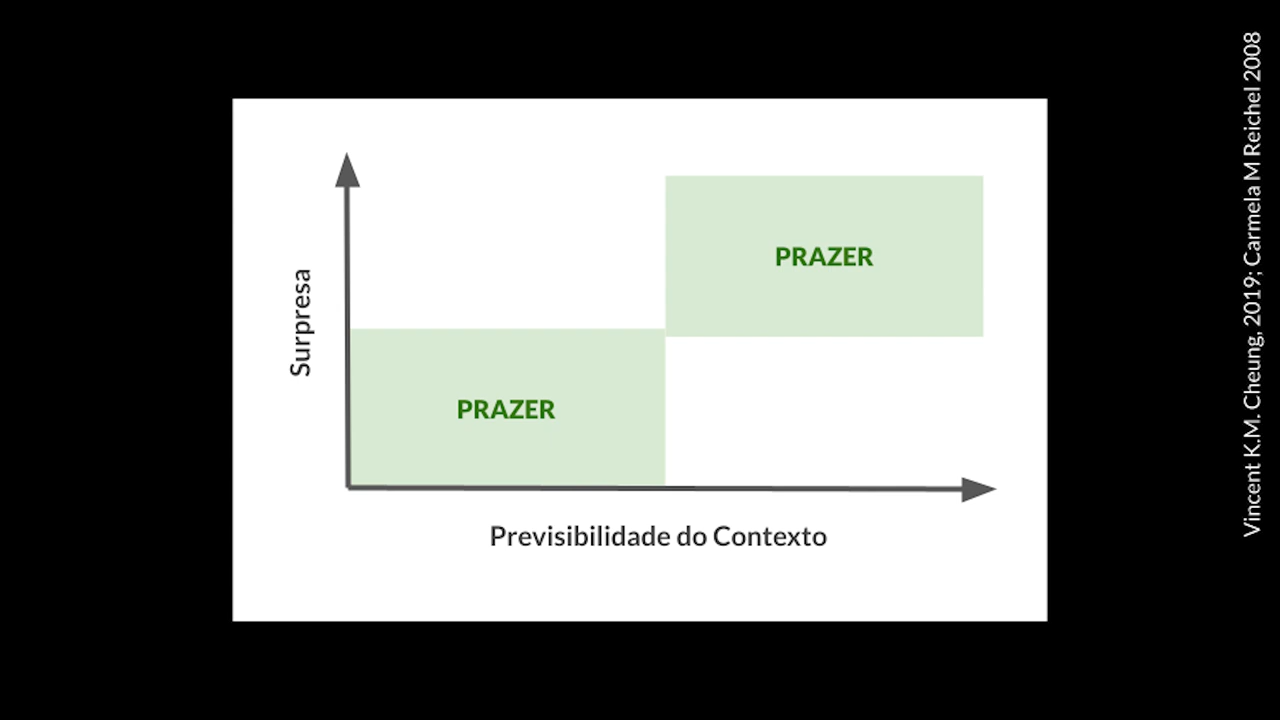 PRAZER
PRAZER
Surpresa
Previsibilidade do Contexto
Vincent K.M. Cheung, 2019; Carmela M Reichel 2008